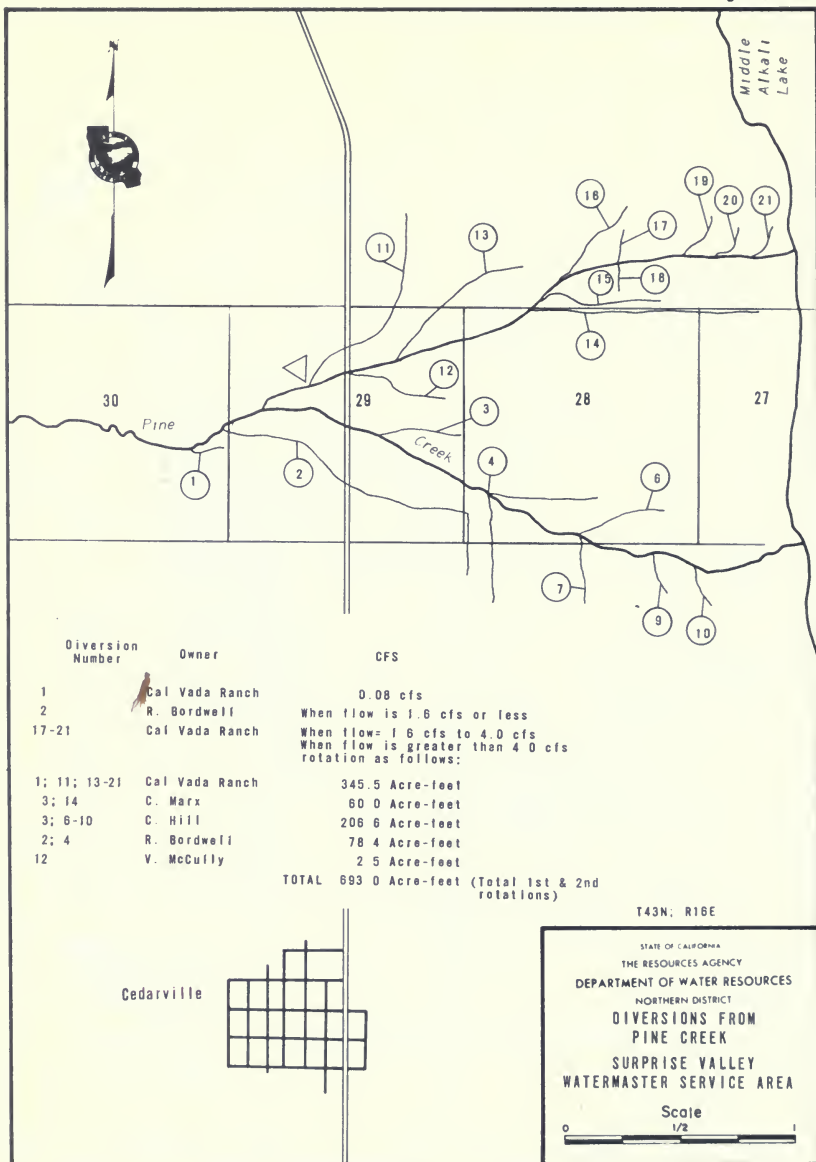 N
Middle
Alkali
Lake
19
20
21
16
17
11
13
15
18
14
12
30
29
28
27
Pine
Creek
3
4
6
1
2
7
9
10
Diversion Number Owner CFS
1 Cal Vada Ranch 0.08 cfs
2 R. Bordwell When flow is 1.6 cfs or less
17-21 Cal Vada Ranch When flow= 1 6 cfs to 4.0 cfs
When flow is greater than 4 0 cfs
rotation as follows:
1; 11; 13-21 Cal Vada Ranch 345.5 Acre-feet
3; 14 C. Marx 60 0 Acre-feet
3; 6-10 C. Hill 206 6 Acre-feet
2; 4 R. Bordwell 78 4 Acre-feet
12 V. McCully 2 5 Acre-feet
TOTAL 693 0 Acre-feet (Total 1st & 2nd
rotations)
T43N; R16E
Cedarville
STATE OF CALIFORNIA
THE RESOURCES AGENCY
DEPARTMENT OF WATER RESOURCES
NORTHERN DISTRICT
DIVERSIONS FROM
PINE CREEK
SURPRISE VALLEY
WATERMASTER SERVICE AREA
Scale
0 1/2 1